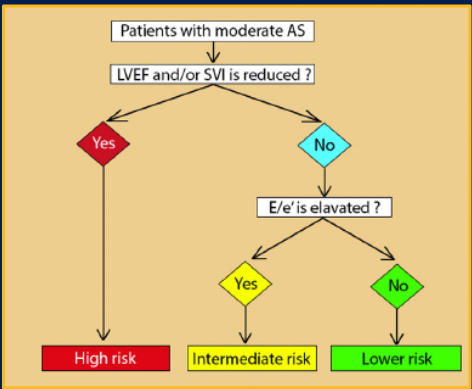 Patients with moderate AS
LVEF and/or SVI is reduced ?
Yes
No
E/e' is elavated ?
Yes
No
High risk
Intermediate risk
Lower risk